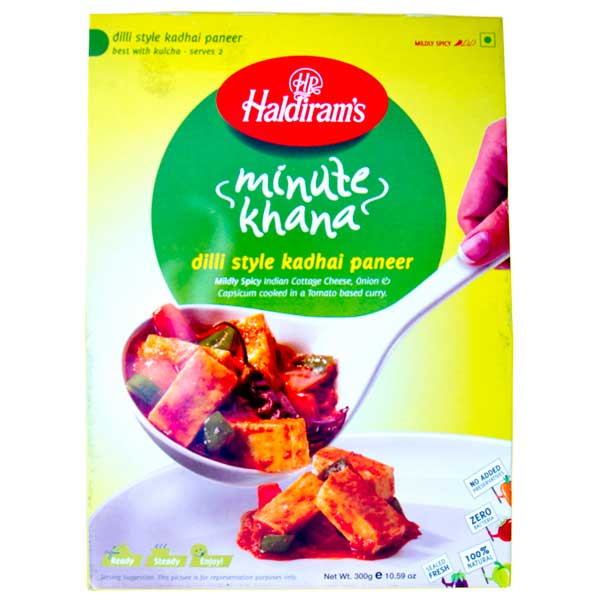 dilli style kadhai paneer
best with kulcha - serves 2
MILDLY SPICY
HR
Haldiram's
minute
khana
dilli style kadhai paneer
Mildly Spicy Indian Cottage Cheese, Onion &
Capsicum cooked in a Tomato based curry.
NO ADDED
PRESERVATIVES
ZERO
BACTERIA
100%
NATURAL
SEALED
FRESH
Ready Steady Enjoy!
Serving Suggestion. This picture is for representation purposes only.
Net Wt. 300g e 10.59 oz